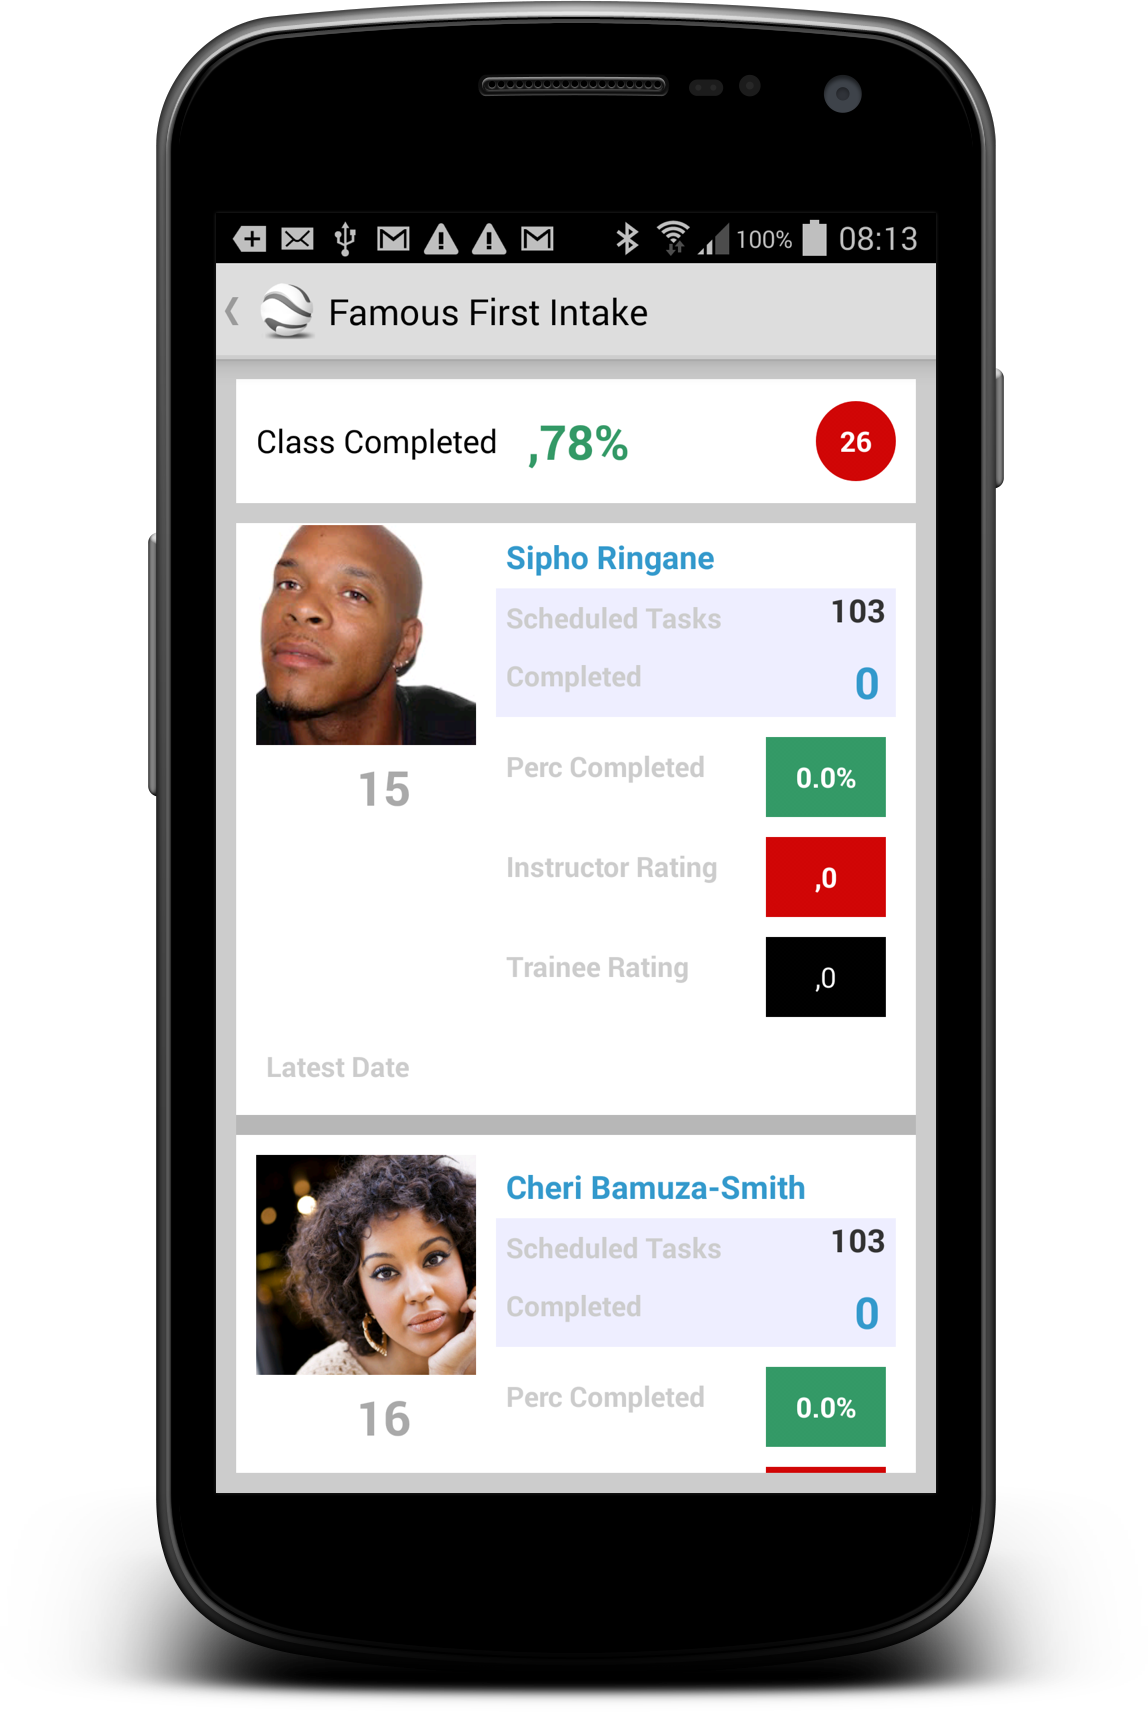 100% 08:13
Famous First Intake
Class Completed ,78% 26
Sipho Ringane
Scheduled Tasks 103
Completed 0
15
Perc Completed 0.0%
Instructor Rating ,0
Trainee Rating ,0
Latest Date
Cheri Bamuza-Smith
Scheduled Tasks 103
Completed 0
16
Perc Completed 0.0%